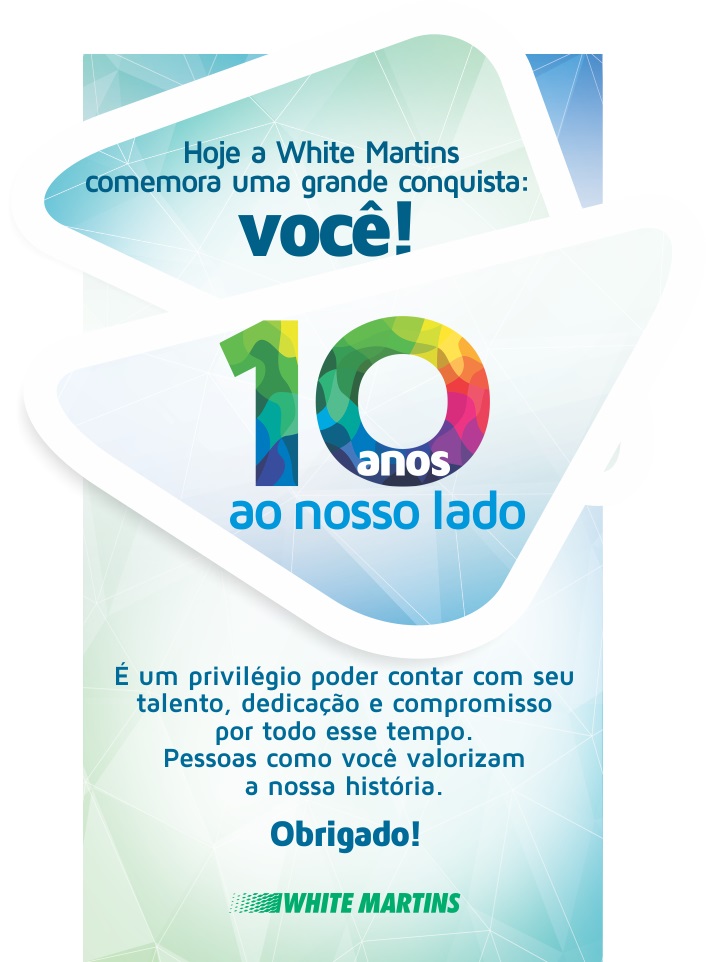 Hoje a White Martins
comemora uma grande conquista:
você!
10
anos
ao nosso lado
É um privilégio poder contar com seu
talento, dedicação e compromisso
por todo esse tempo.
Pessoas como você valorizam
a nossa história.
Obrigado!
WHITE MARTINS